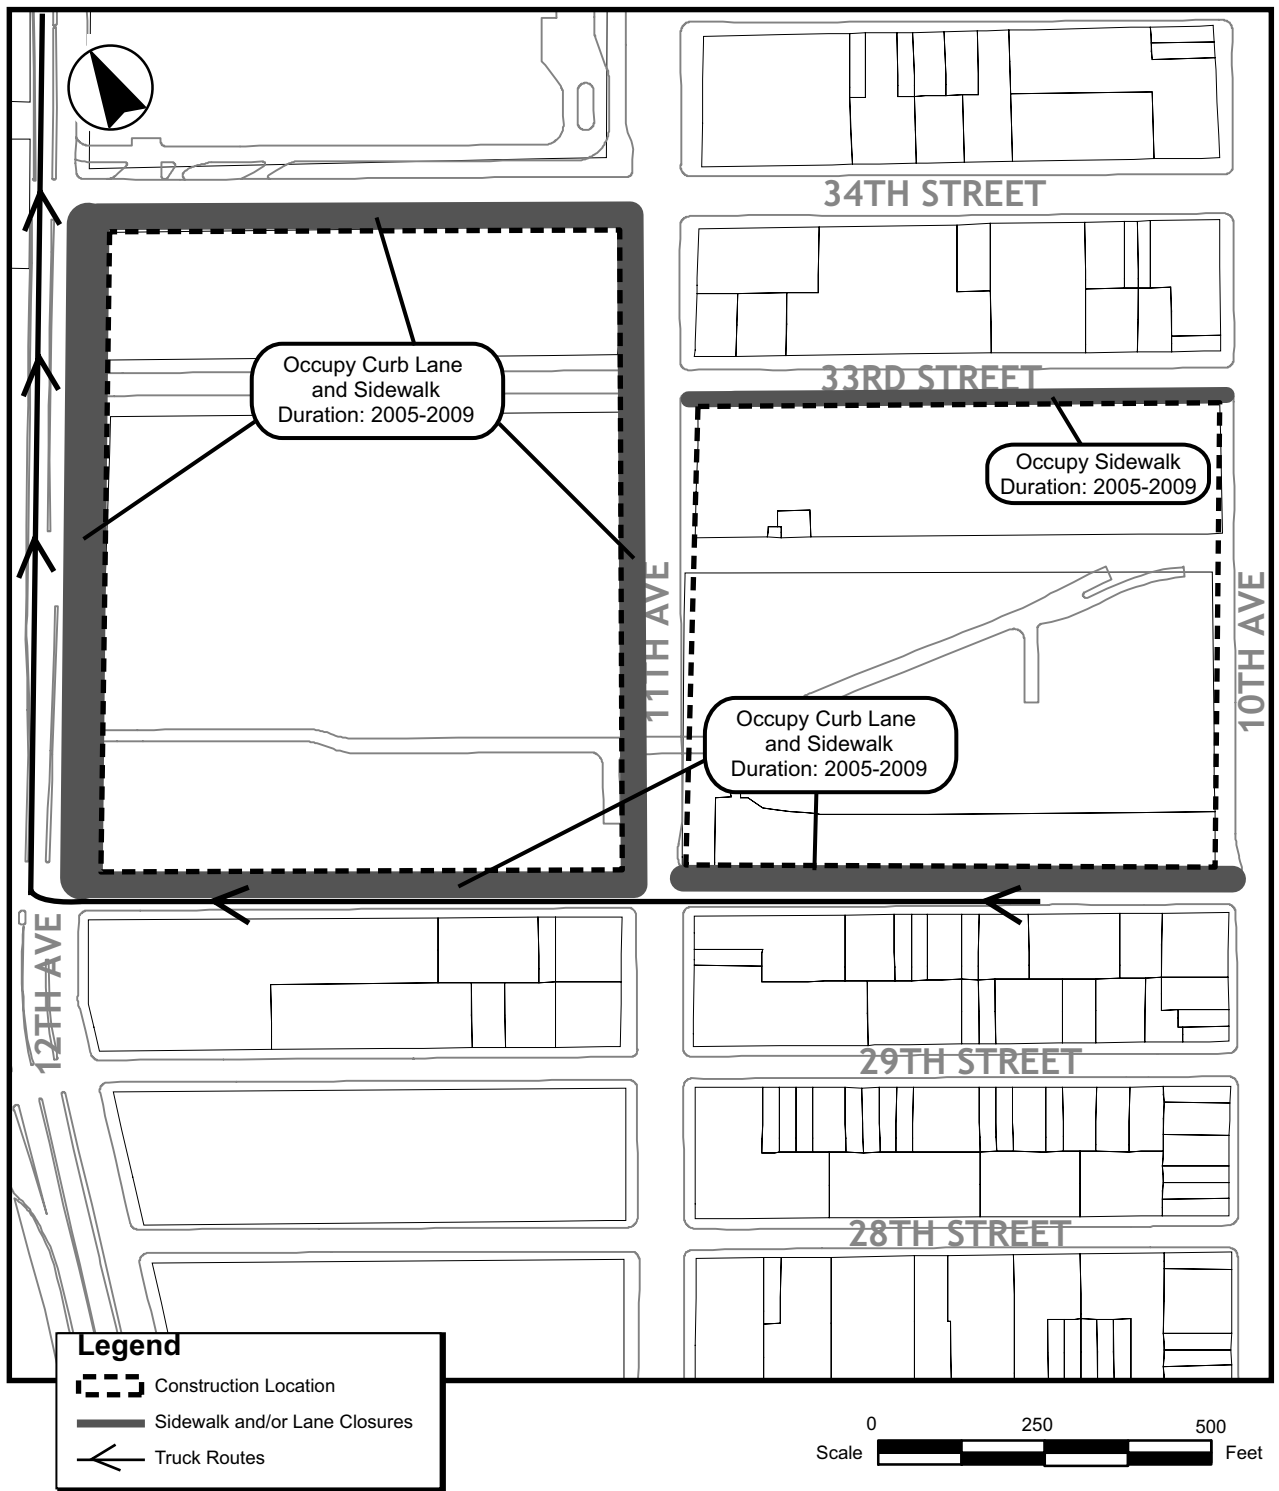 34TH STREET
Occupy Curb Lane
and Sidewalk
Duration: 2005-2009
33RD STREET
Occupy Sidewalk
Duration: 2005-2009
11TH AVE
10TH AVE
Occupy Curb Lane
and Sidewalk
Duration: 2005-2009
12TH AVE
29TH STREET
28TH STREET
Legend
Construction Location
Sidewalk and/or Lane Closures
Truck Routes
0 250 500
Scale Feet